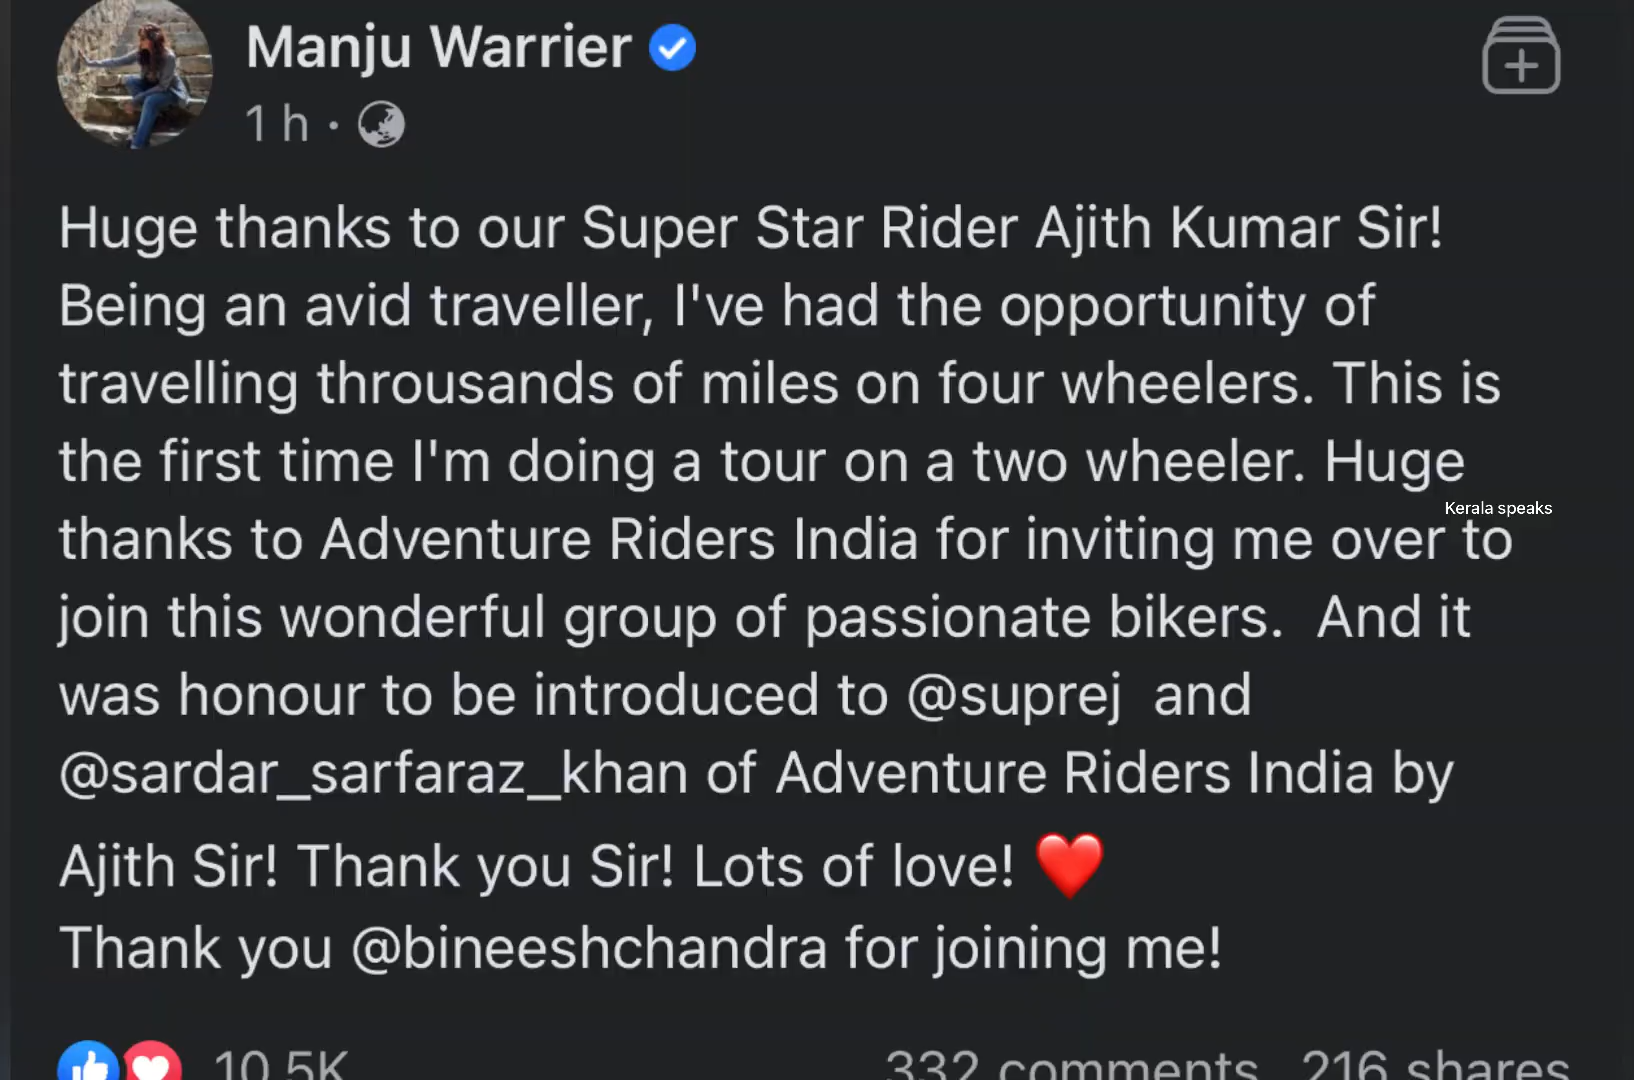 Manju Warrier
1 h ·
Huge thanks to our Super Star Rider Ajith Kumar Sir!
Being an avid traveller, I've had the opportunity of
travelling throusands of miles on four wheelers. This is
the first time I'm doing a tour on a two wheeler. Huge
Kerala speaks
thanks to Adventure Riders India for inviting me over to
join this wonderful group of passionate bikers.  And it
was honour to be introduced to @suprej  and
@sardar_sarfaraz_khan of Adventure Riders India by
Ajith Sir! Thank you Sir! Lots of love! ❤️
Thank you @bineeshchandra for joining me!
10.5K 332 comments 216 shares